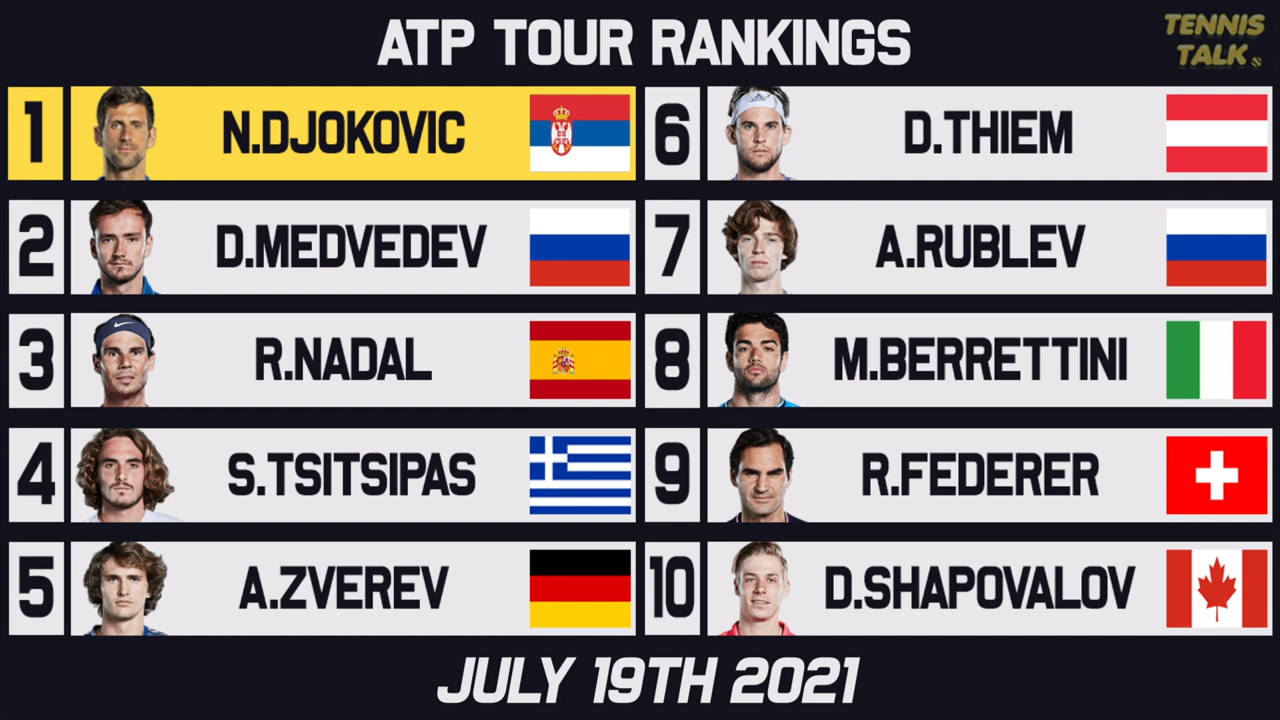 ATP TOUR RANKINGS
TENNIS
TALK.
1 N.DJOKOVIC
2 D.MEDVEDEV
3 R.NADAL
4 S.TSITSIPAS
5 A.ZVEREV
6 D.THIEM
7 A.RUBLEV
8 M.BERRETTINI
9 R.FEDERER
10 D.SHAPOVALOV
JULY 19TH 2021